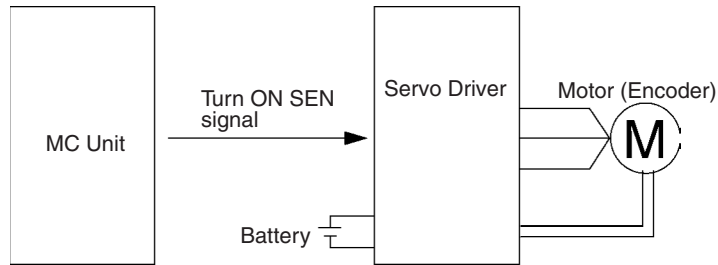 MC Unit
Turn ON SEN
signal
Servo Driver
Motor (Encoder)
M
Battery